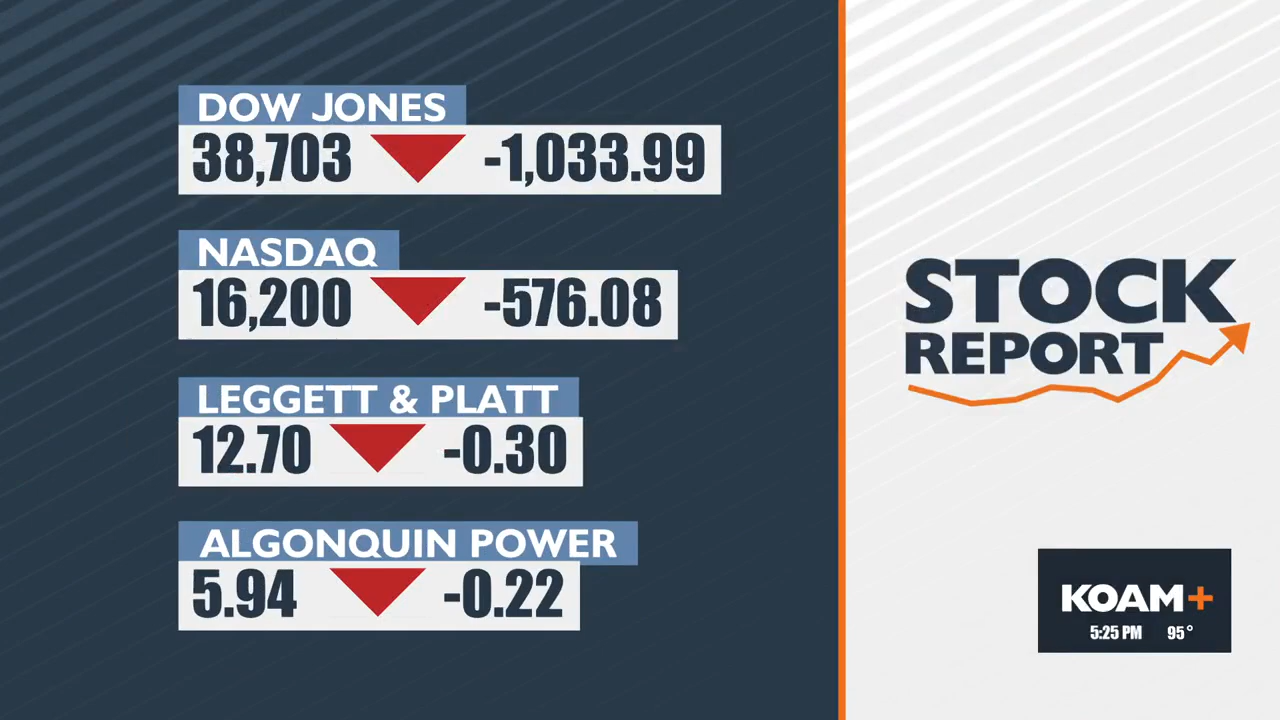 DOW JONES
38,703 -1,033.99
NASDAQ
16,200 -576.08
LEGGETT & PLATT
12.70 -0.30
ALGONQUIN POWER
5.94 -0.22
STOCK
REPORT
KOAM+
5:25 PM 95°